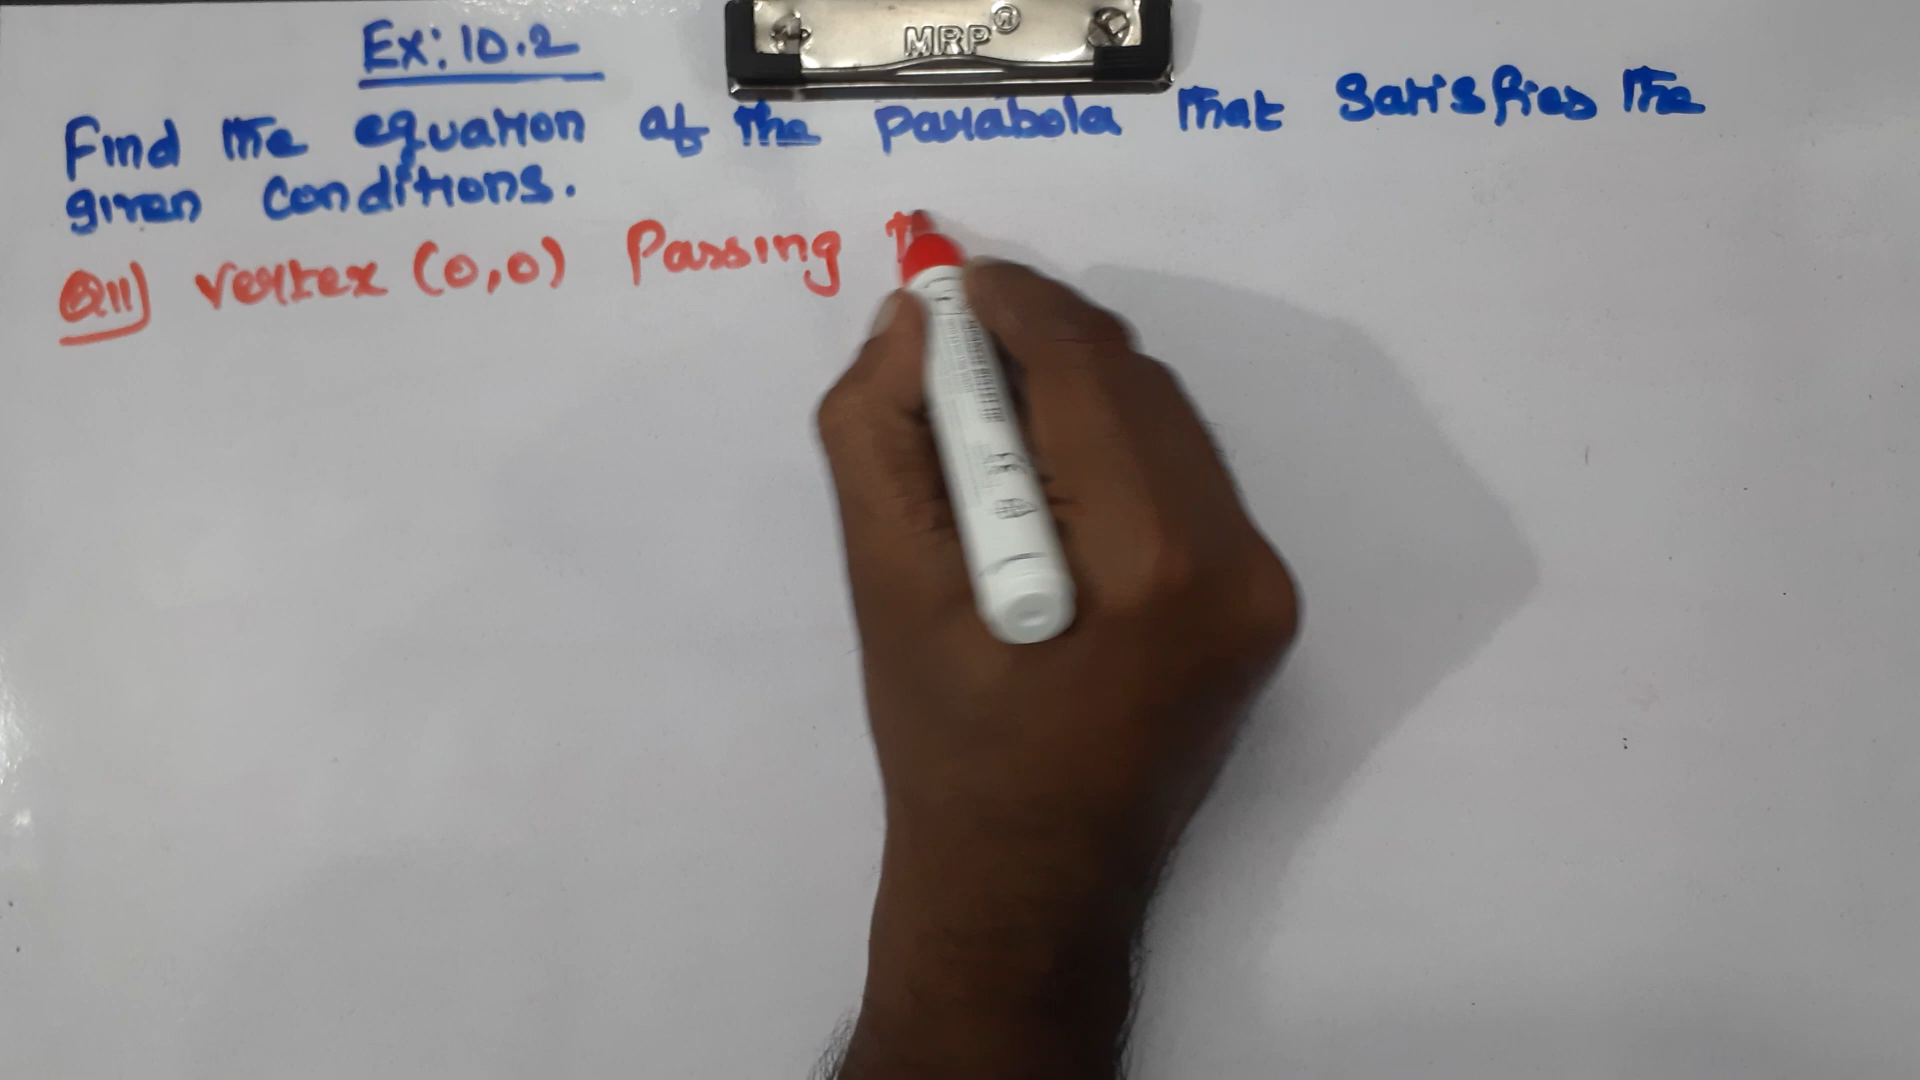 MRP®
Ex: 10.2
Find the equation of the parabola that satisfies the
given conditions.
Q11) Vertex (0,0) Passing